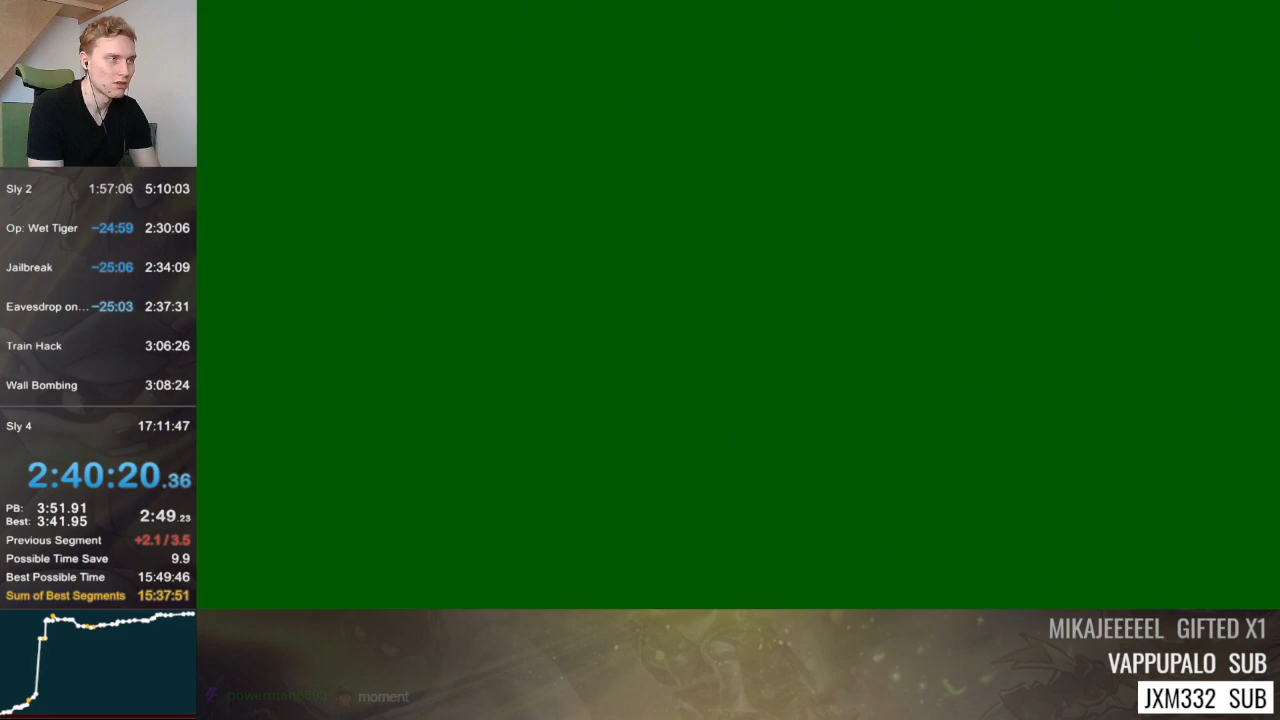 Sly 2 1:57:06 5:10:03
Op: Wet Tiger −24:59 2:30:06
Jailbreak −25:06 2:34:09
Eavesdrop on... −25:03 2:37:31
Train Hack 3:06:26
Wall Bombing 3:08:24
Sly 4 17:11:47
2:40:20.36
PB: 3:51.91
Best: 3:41.95 2:49.23
Previous Segment +2.1 / 3.5
Possible Time Save 9.9
Best Possible Time 15:49:46
Sum of Best Segments 15:37:51
MIKAJEEEEEL GIFTED X1
VAPPUPALO SUB
JXM332 SUB
moment